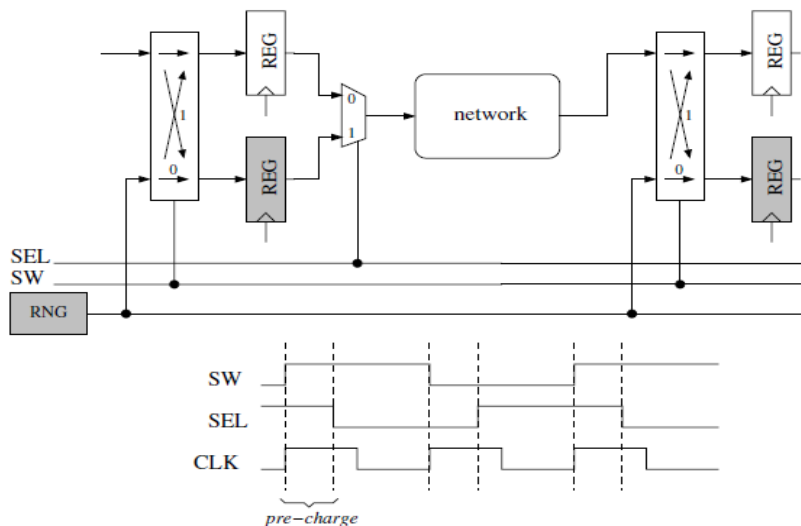 REG
REG
1
0
0
1
network
REG
REG
1
0
SEL
SW
RNG
SW
SEL
CLK
pre-charge